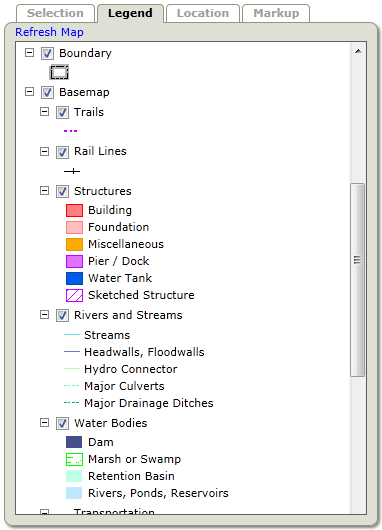 Selection Legend Location Markup
Refresh Map
Boundary
Basemap
Trails
Rail Lines
Structures
Building
Foundation
Miscellaneous
Pier / Dock
Water Tank
Sketched Structure
Rivers and Streams
Streams
Headwalls, Floodwalls
Hydro Connector
Major Culverts
Major Drainage Ditches
Water Bodies
Dam
Marsh or Swamp
Retention Basin
Rivers, Ponds, Reservoirs
Transportation